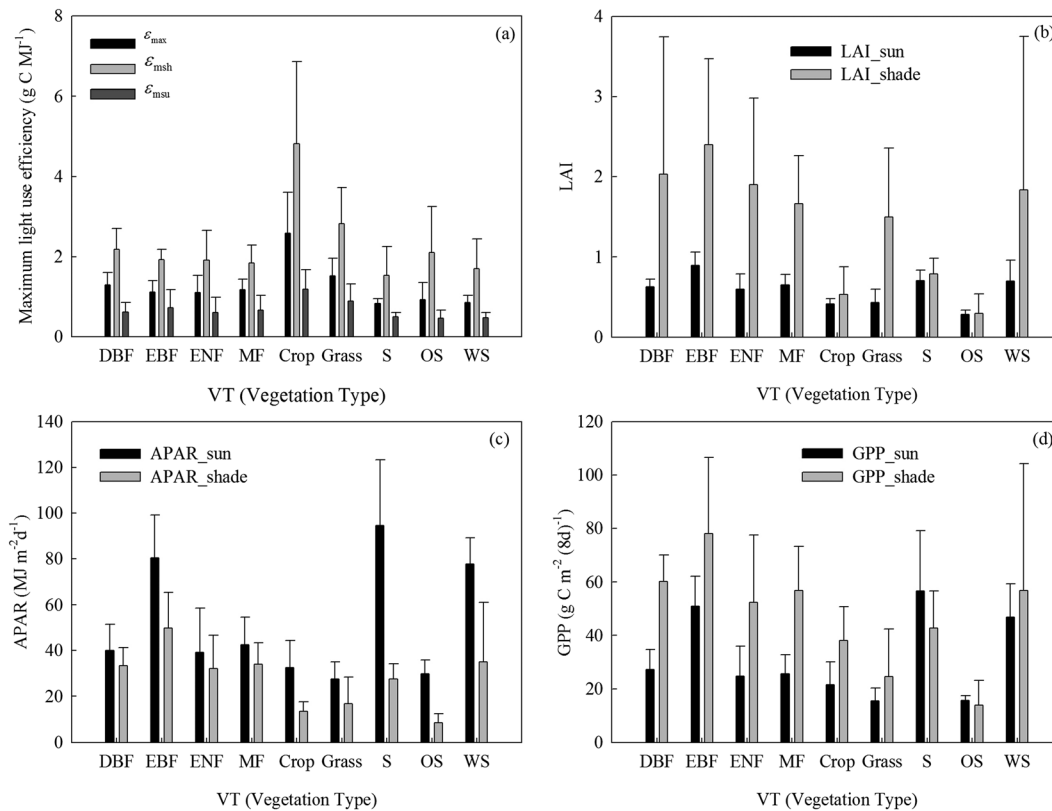 (a)
εmax
εmsh
εmsu
Maximum light use efficiency (g C MJ⁻¹)
8
6
4
2
0
DBF EBF ENF MF Crop Grass S OS WS
VT (Vegetation Type)
(b)
LAI_sun
LAI_shade
LAI
4
3
2
1
0
DBF EBF ENF MF Crop Grass S OS WS
VT (Vegetation Type)
(c)
APAR_sun
APAR_shade
APAR (MJ m⁻²d⁻¹)
140
120
100
80
60
40
20
0
DBF EBF ENF MF Crop Grass S OS WS
VT (Vegetation Type)
(d)
GPP_sun
GPP_shade
GPP (g C m⁻² (8d)⁻¹)
120
100
80
60
40
20
0
DBF EBF ENF MF Crop Grass S OS WS
VT (Vegetation Type)